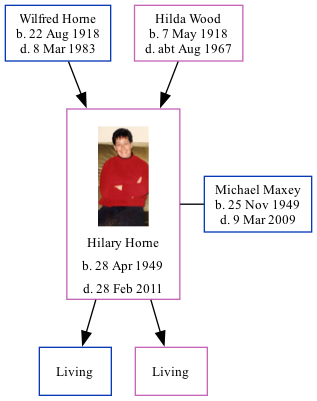 Wilfred Horne
b. 22 Aug 1918
d. 8 Mar 1983
Hilda Wood
b. 7 May 1918
d. abt Aug 1967
Hilary Horne
b. 28 Apr 1949
d. 28 Feb 2011
Michael Maxey
b. 25 Nov 1949
d. 9 Mar 2009
Living
Living